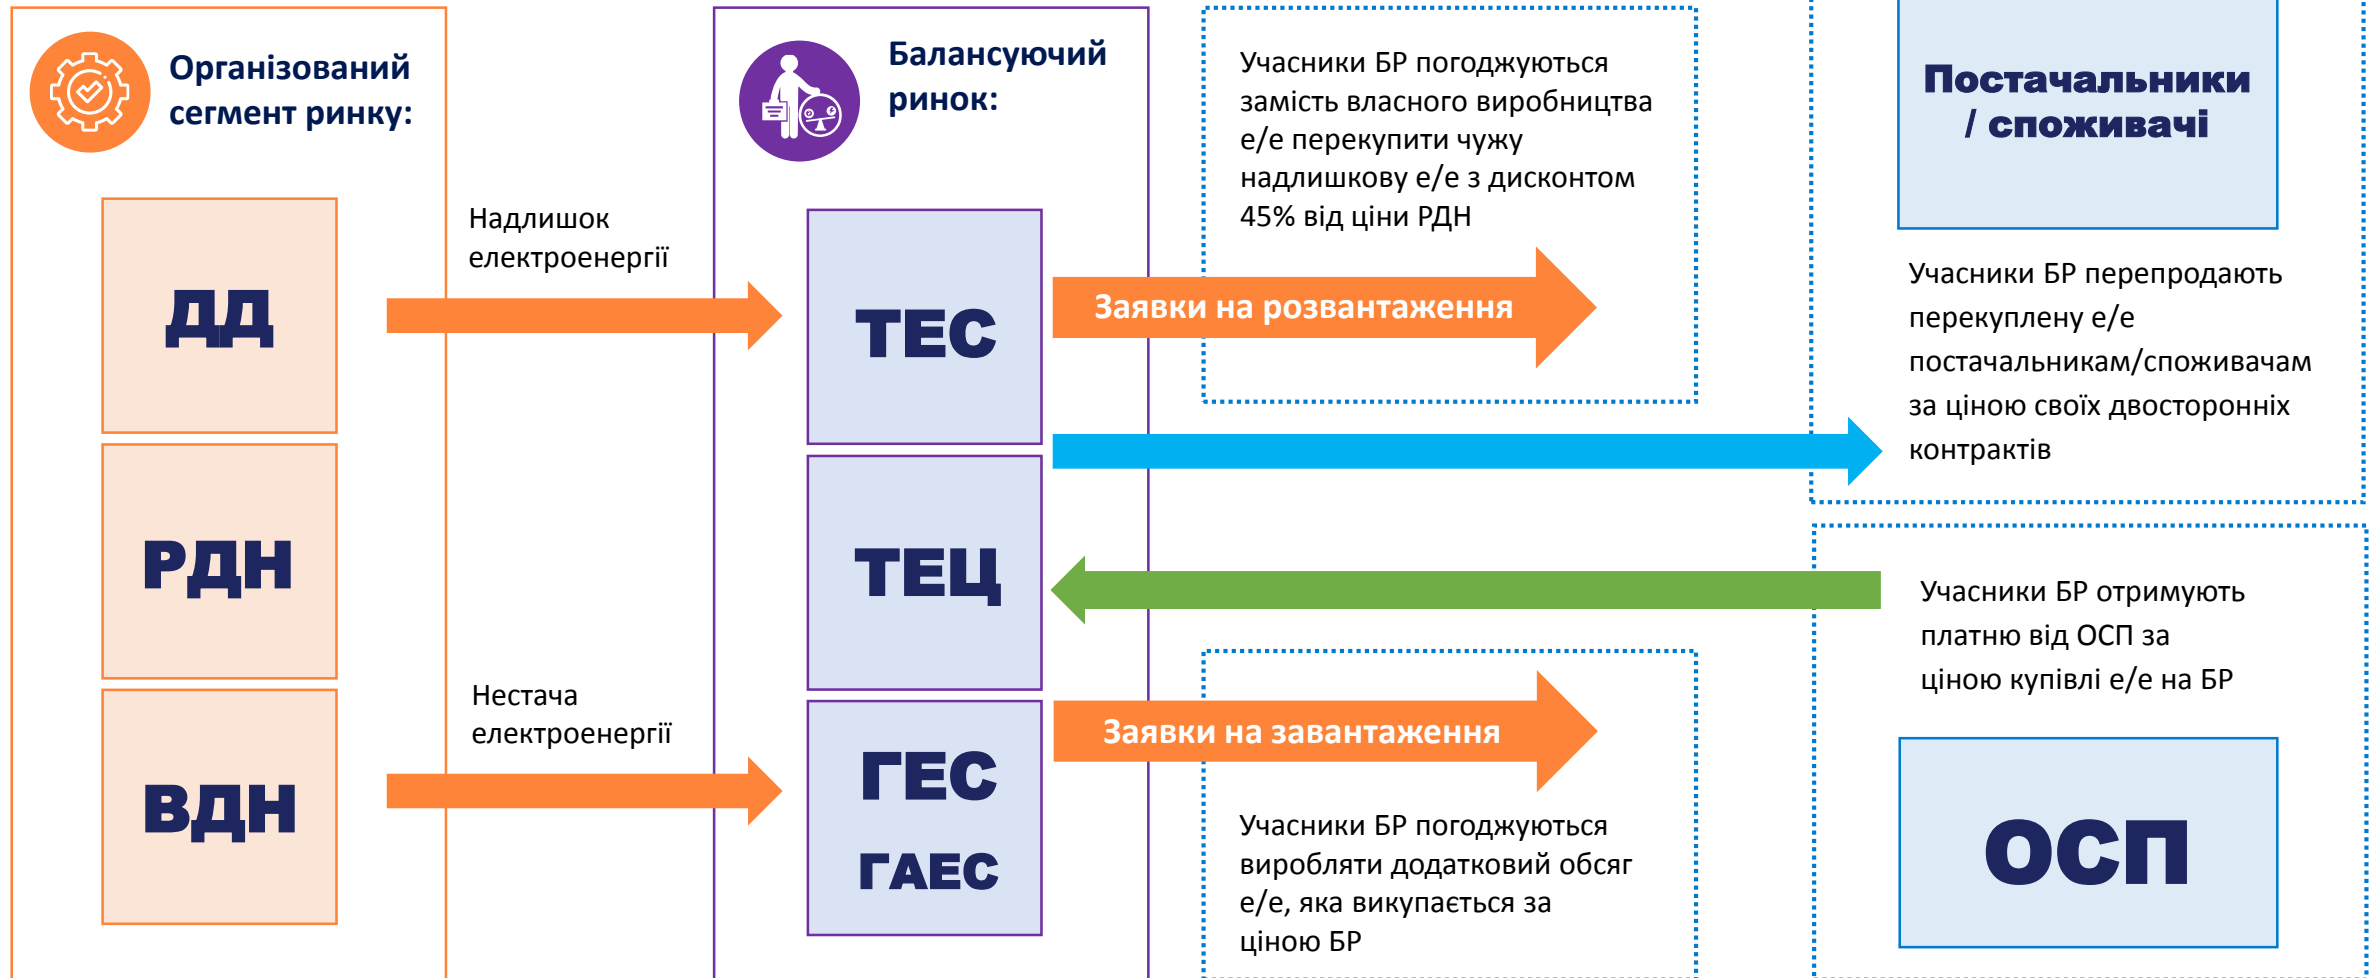 Організований
сегмент ринку:
ДД
РДН
ВДН
Надлишок
електроенергії
Нестача
електроенергії
Балансуючий
ринок:
ТЕС
ТЕЦ
ГЕС
ГАЕС
Учасники БР погоджуються
замість власного виробництва
е/е перекупити чужу
надлишкову е/е з дисконтом
45% від ціни РДН
Заявки на розвантаження
Заявки на завантаження
Учасники БР погоджуються
виробляти додатковий обсяг
е/е, яка викупається за
ціною БР
Постачальники
/ споживачі
Учасники БР перепродають
перекуплену е/е
постачальникам/споживачам
за ціною своїх двосторонніх
контрактів
Учасники БР отримують
платню від ОСП за
ціною купівлі е/е на БР
ОСП